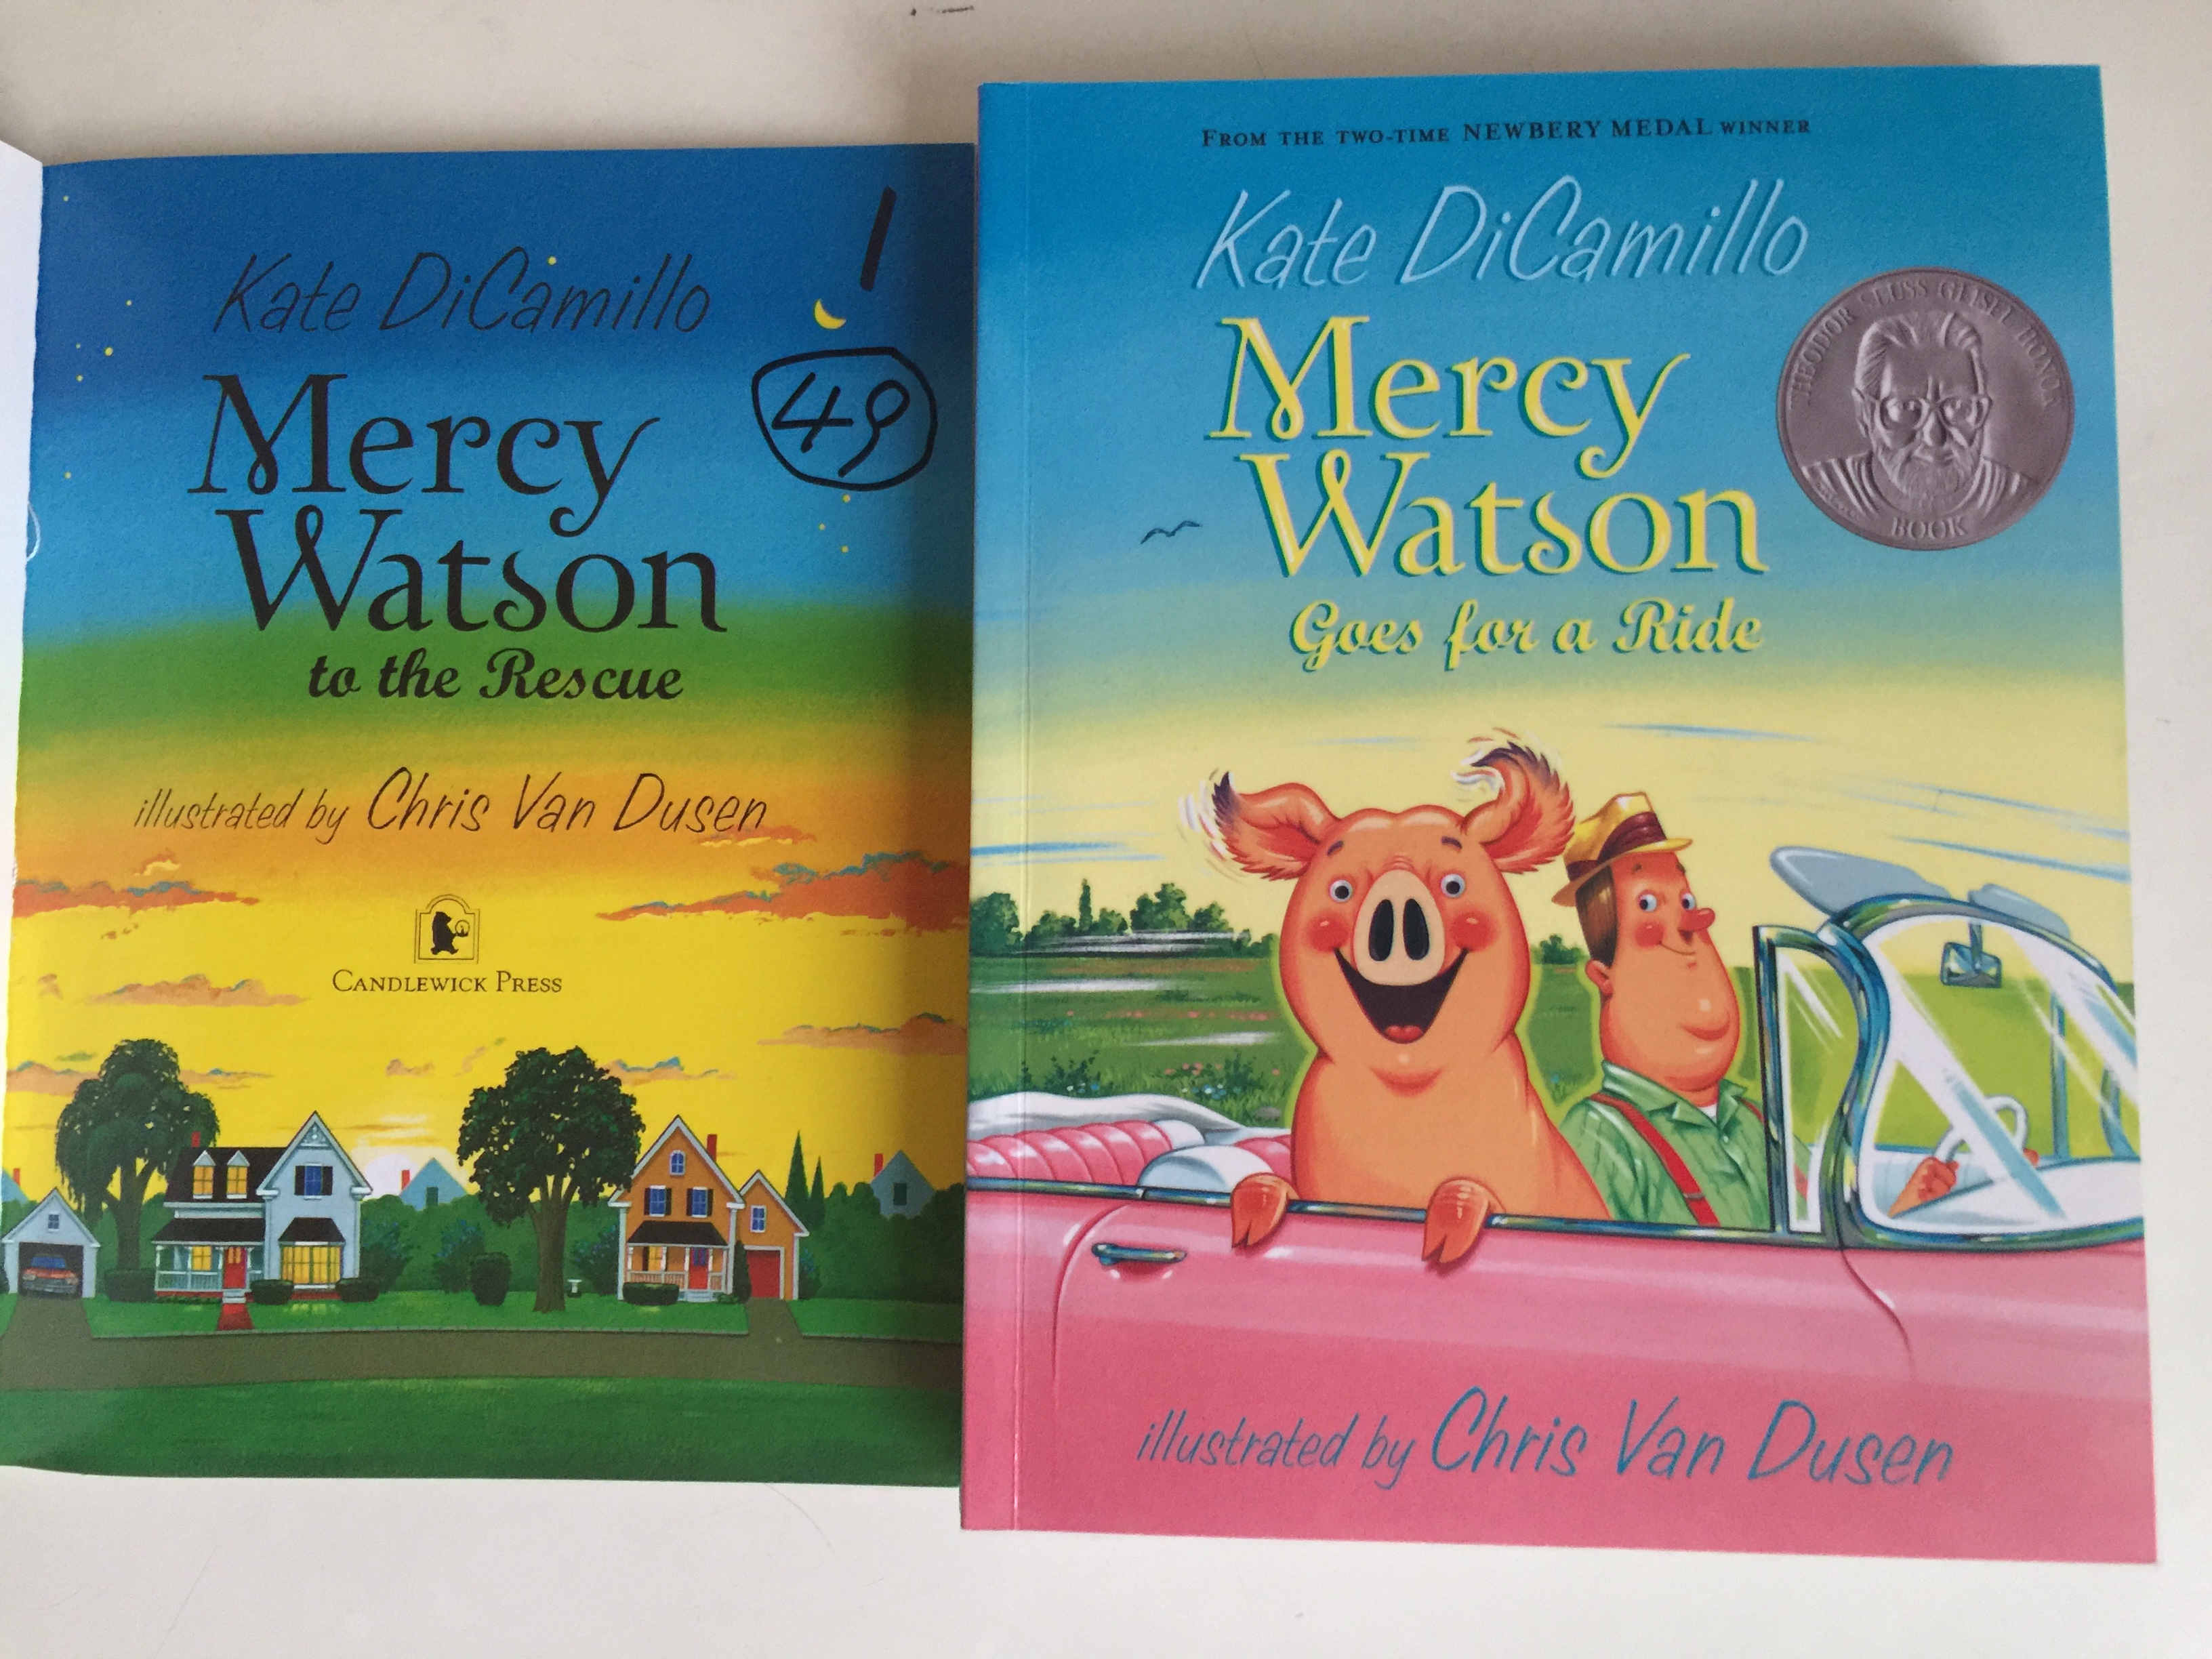 Kate DiCamillo
1
49
Mercy
Watson
to the Rescue
illustrated by Chris Van Dusen
CANDLEWICK PRESS
FROM THE TWO-TIME NEWBERY MEDAL WINNER
Kate DiCamillo
Mercy
Watson
Goes for a Ride
THEODOR SEUSS GEISEL HONOR
BOOK
illustrated by Chris Van Dusen